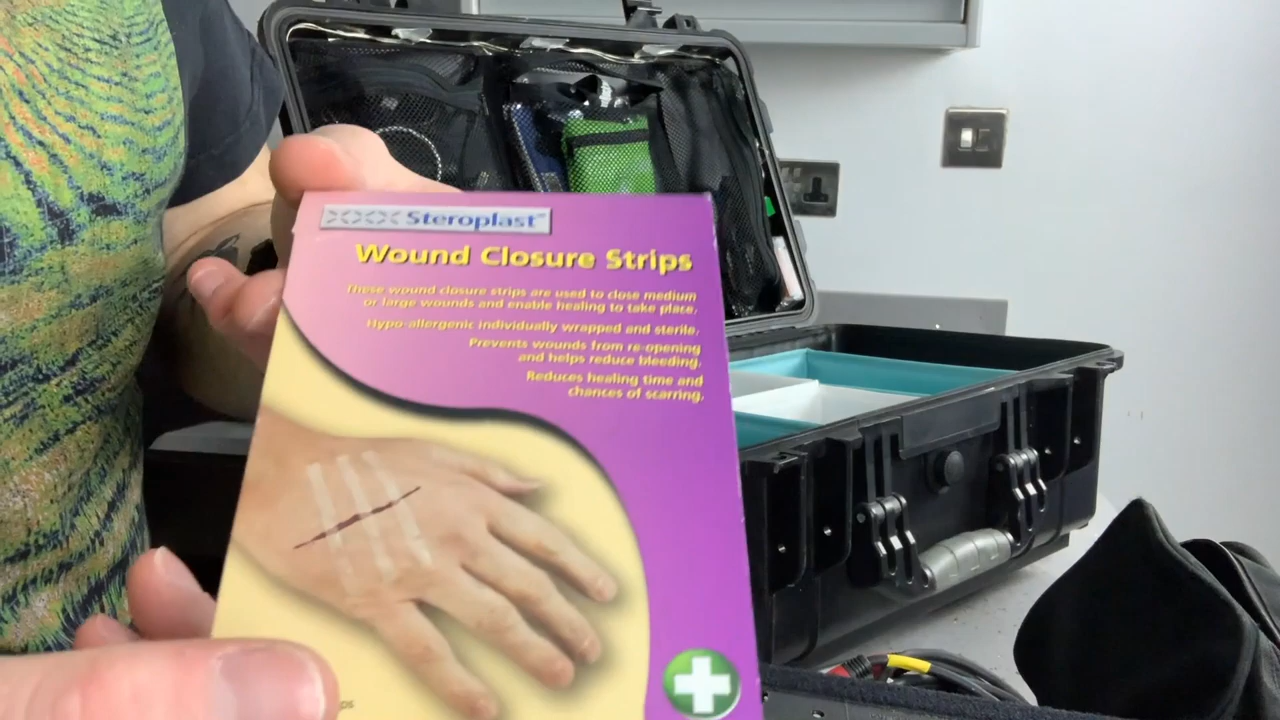 Steroplast
Wound Closure Strips
These wound closure strips are used to close medium
or large wounds and enable healing to take place.
Hypo-allergenic individually wrapped and sterile.
Prevents wounds from re-opening
and helps reduce bleeding.
Reduces healing time and
chances of scarring.